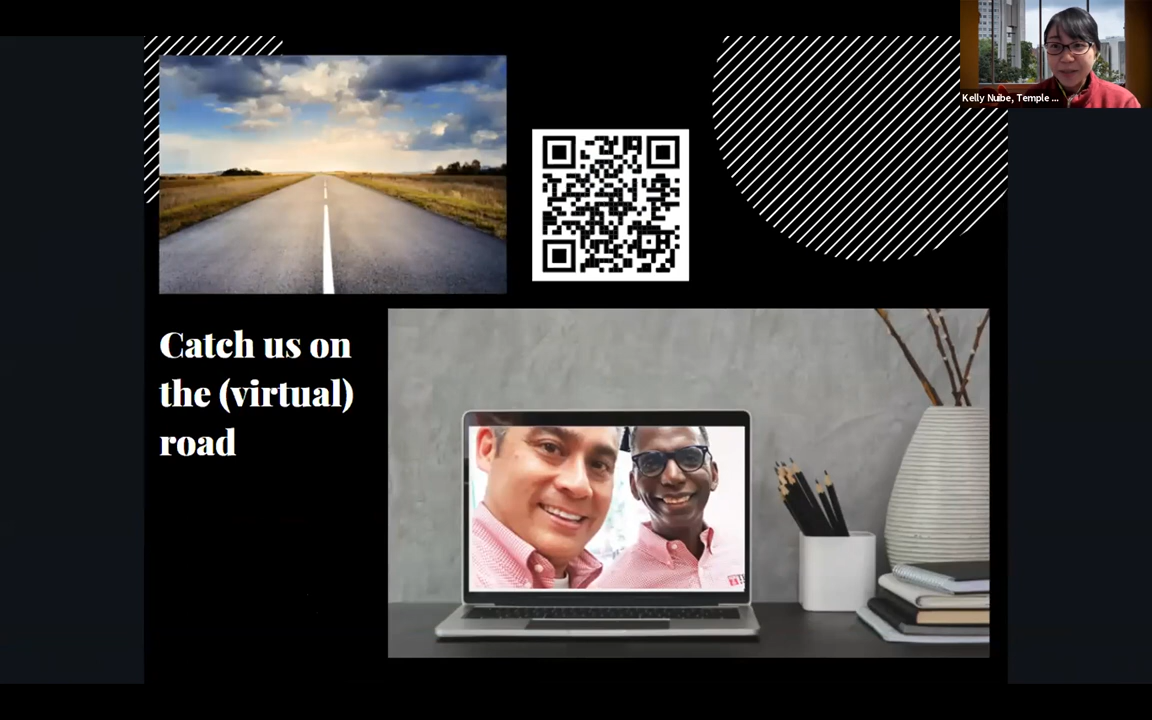 Kelly Nuibe, Temple ...
Catch us on
the (virtual)
road